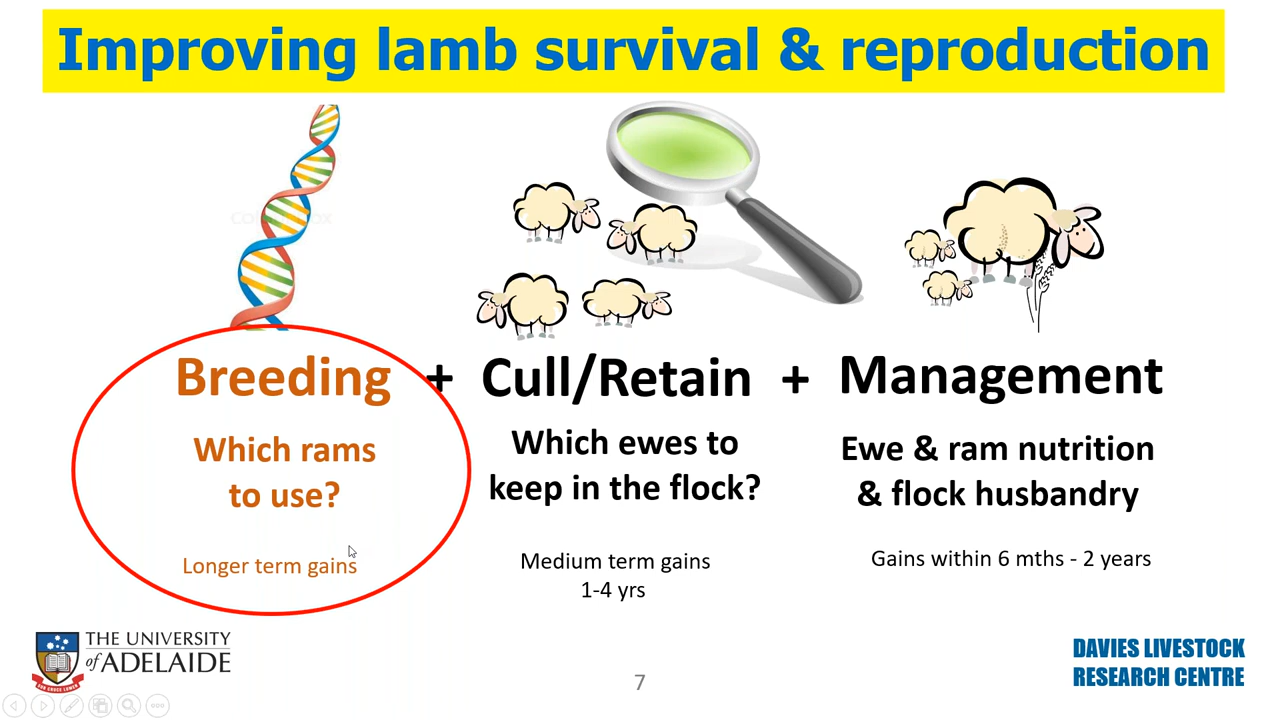 Improving lamb survival & reproduction
Breeding + Cull/Retain + Management
Which rams
to use?
Longer term gains
Which ewes to
keep in the flock?
Medium term gains
1-4 yrs
Ewe & ram nutrition
& flock husbandry
Gains within 6 mths - 2 years
THE UNIVERSITY
of ADELAIDE
7
DAVIES LIVESTOCK
RESEARCH CENTRE